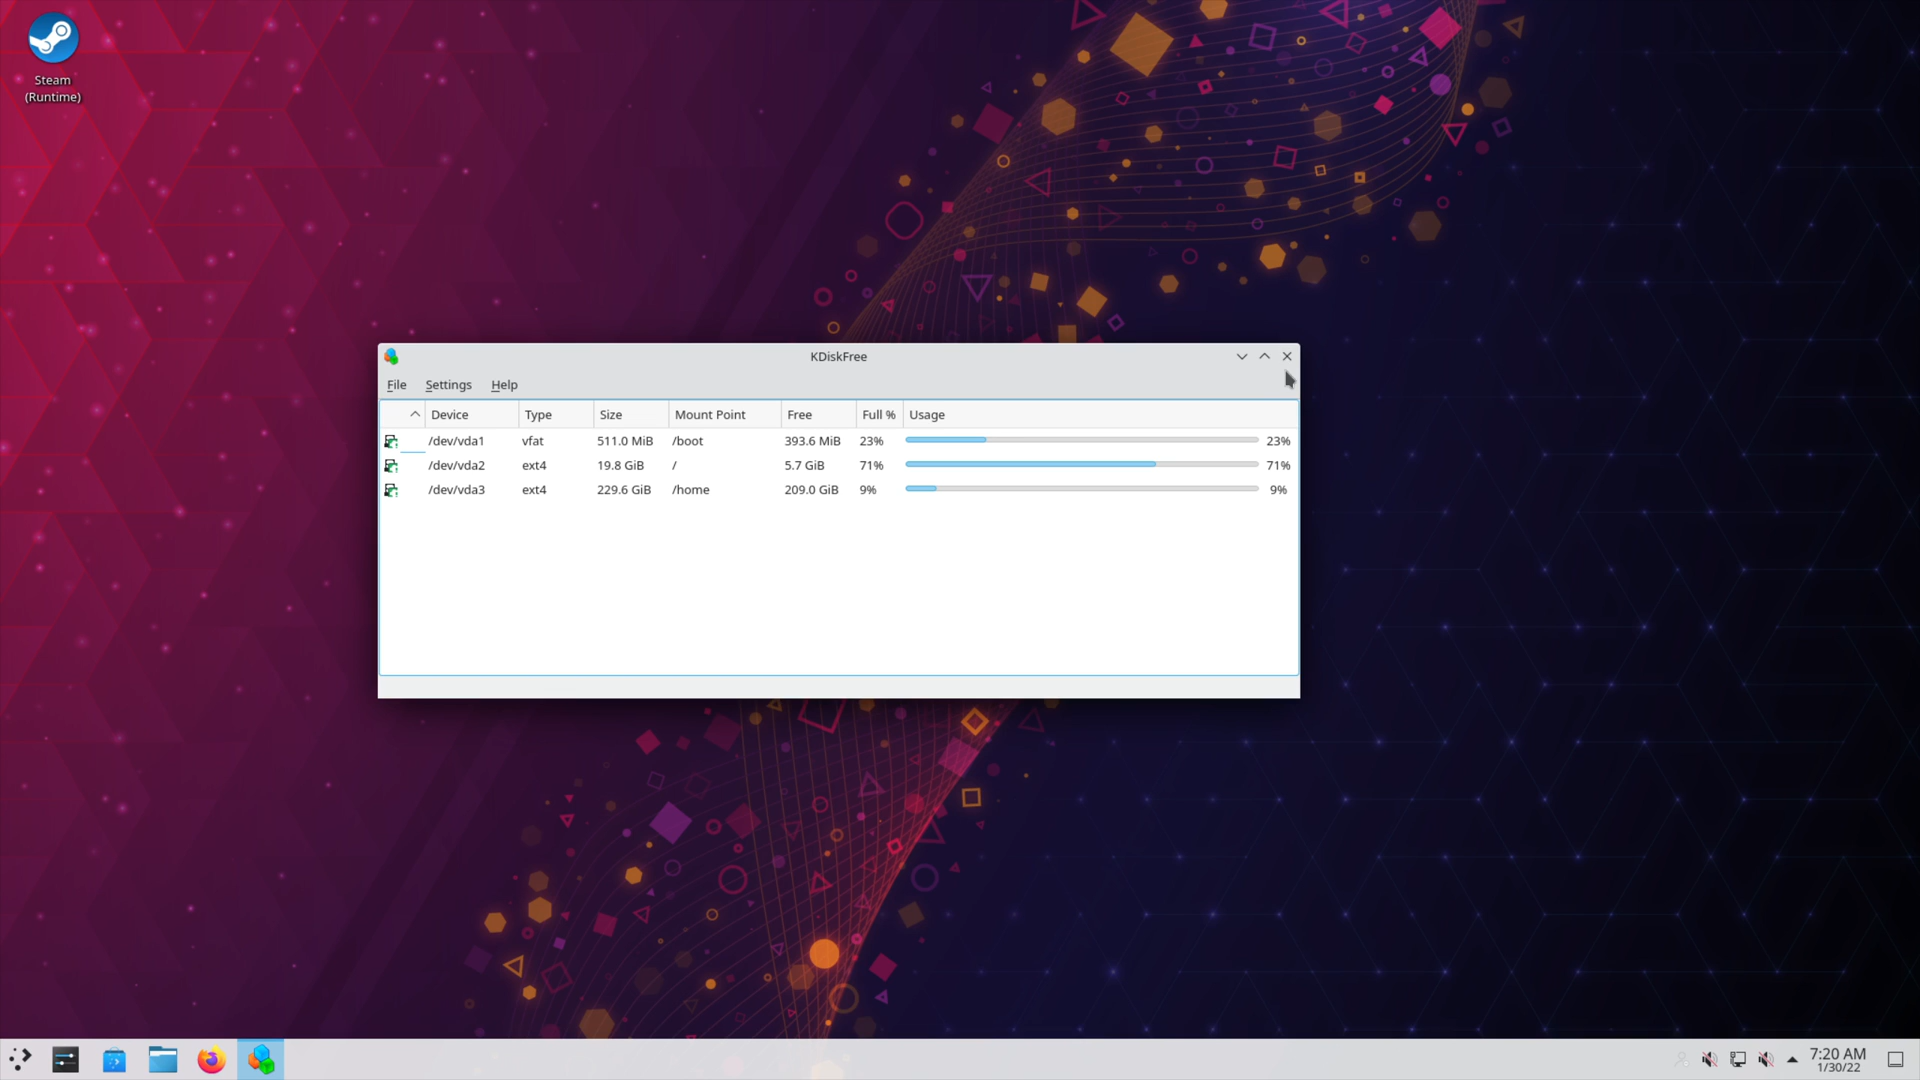 Steam
(Runtime)
KDiskFree
File Settings Help
Device Type Size Mount Point Free Full % Usage
/dev/vda1 vfat 511.0 MiB /boot 393.6 MiB 23% 23%
/dev/vda2 ext4 19.8 GiB / 5.7 GiB 71% 71%
/dev/vda3 ext4 229.6 GiB /home 209.0 GiB 9% 9%
7:20 AM
1/30/22